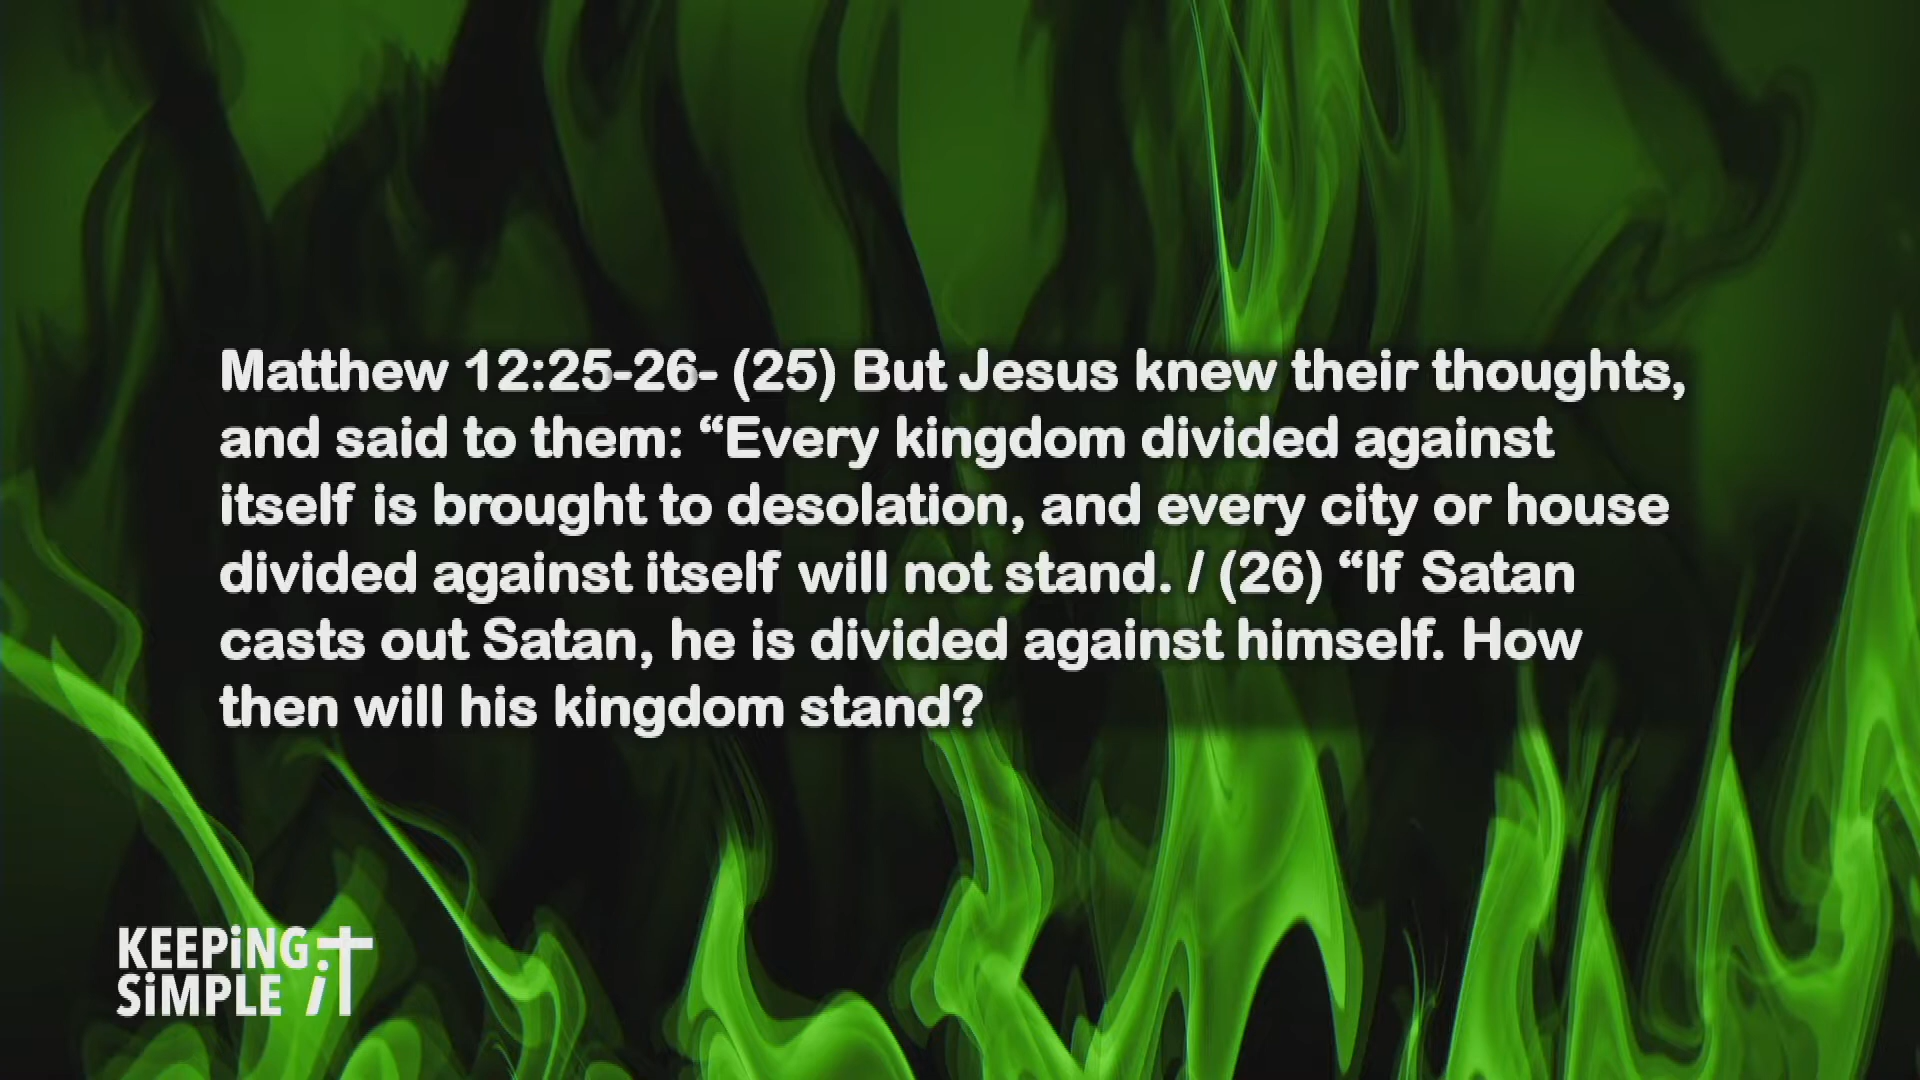 Matthew 12:25-26- (25) But Jesus knew their thoughts,
and said to them: “Every kingdom divided against
itself is brought to desolation, and every city or house
divided against itself will not stand. / (26) “If Satan
casts out Satan, he is divided against himself. How
then will his kingdom stand?
KEEPiNG
SiMPLE iT